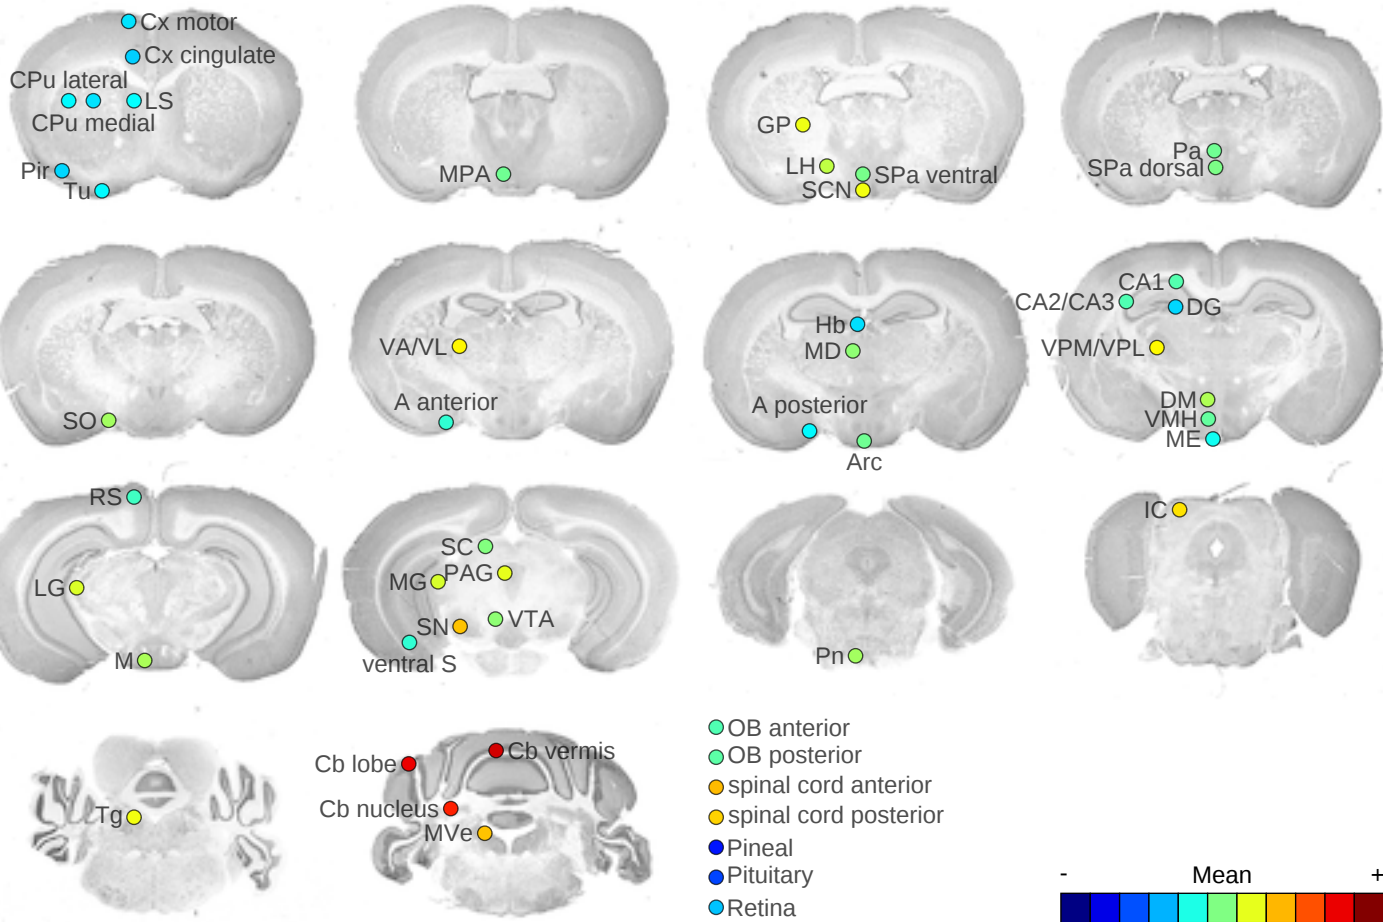 Cx motor
Cx cingulate
CPu lateral
LS
CPu medial
Pir
Tu
MPA
GP
LH
SPa ventral
SCN
Pa
SPa dorsal
SO
VA/VL
A anterior
Hb
MD
A posterior
Arc
CA1
CA2/CA3
DG
VPM/VPL
DM
VMH
ME
RS
LG
M
SC
MG
PAG
SN
VTA
ventral S
Pn
IC
Tg
Cb lobe
Cb vermis
Cb nucleus
MVe
OB anterior
OB posterior
spinal cord anterior
spinal cord posterior
Pineal
Pituitary
Retina
- Mean +